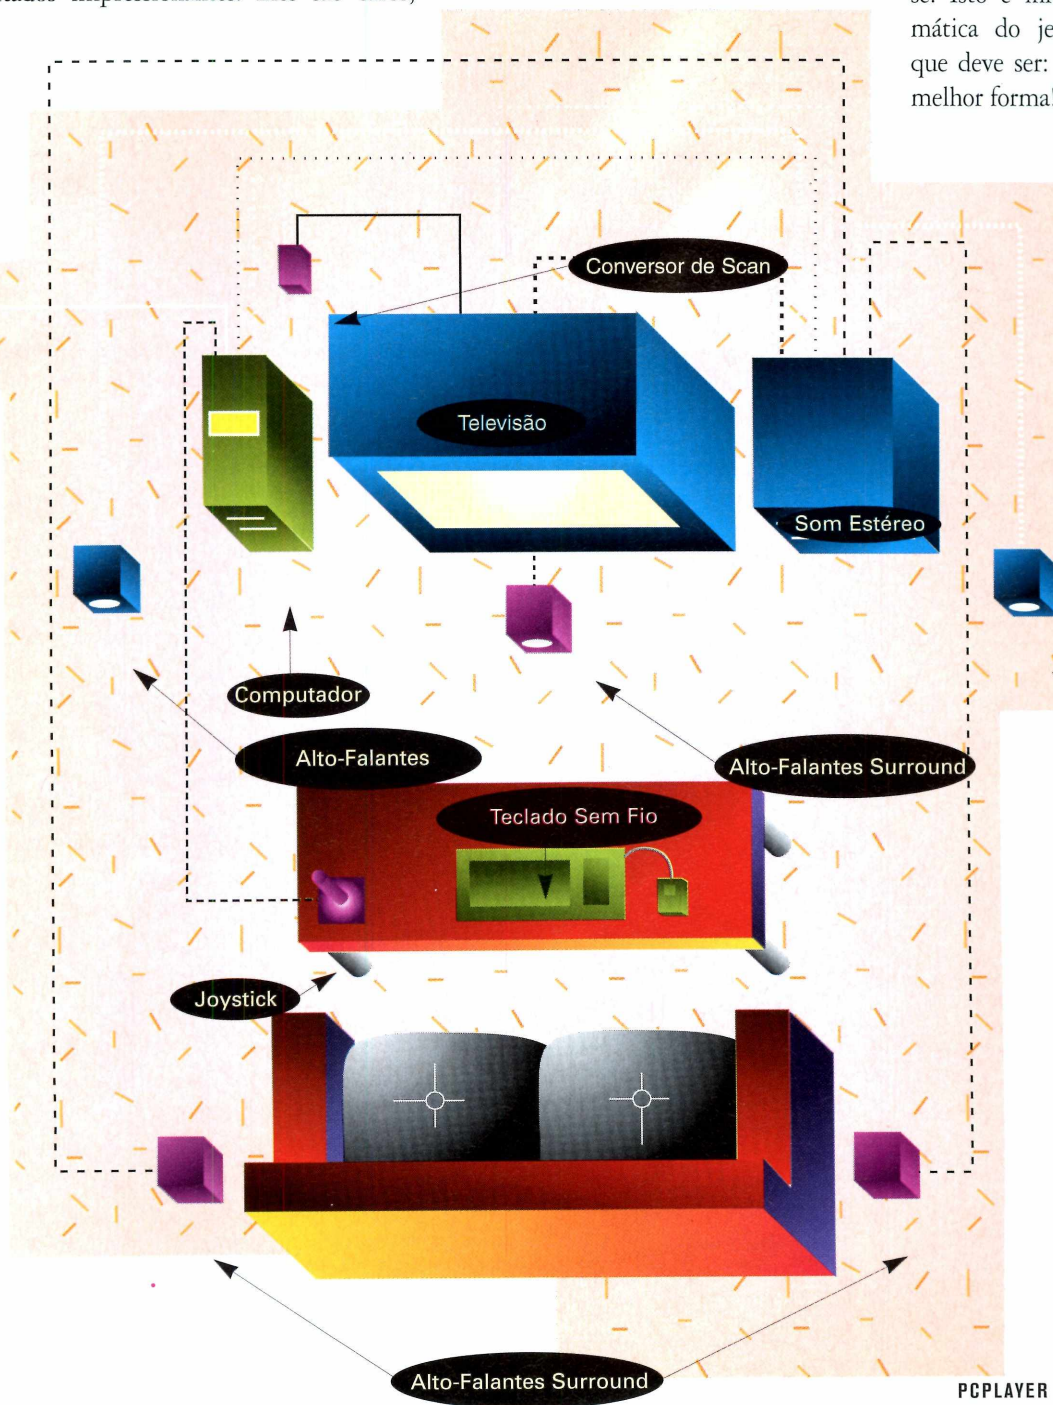 mática do je
que deve ser:
melhor forma!
Conversor de Scan
Televisão
Som Estéreo
Computador
Alto-Falantes
Alto-Falantes Surround
Teclado Sem Fio
Joystick
Alto-Falantes Surround
PCPLAYER